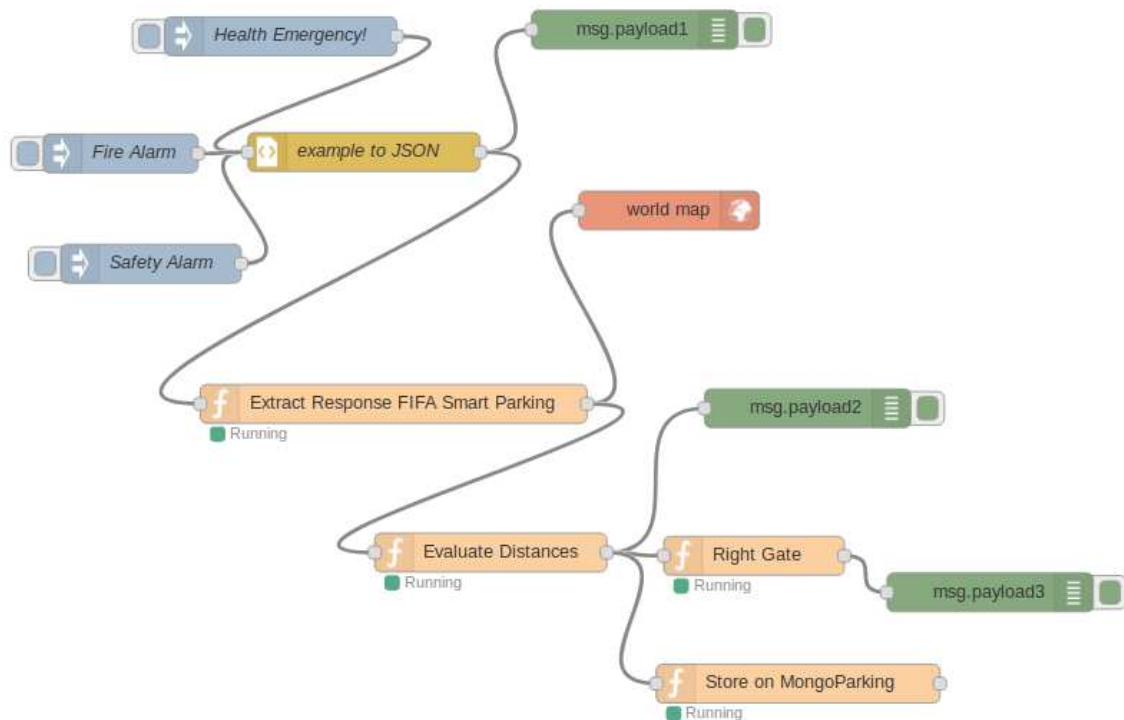 Health Emergency!
msg.payload1
Fire Alarm
example to JSON
world map
Safety Alarm
Extract Response FIFA Smart Parking
Running
msg.payload2
Evaluate Distances
Running
Right Gate
Running
msg.payload3
Store on MongoParking
Running